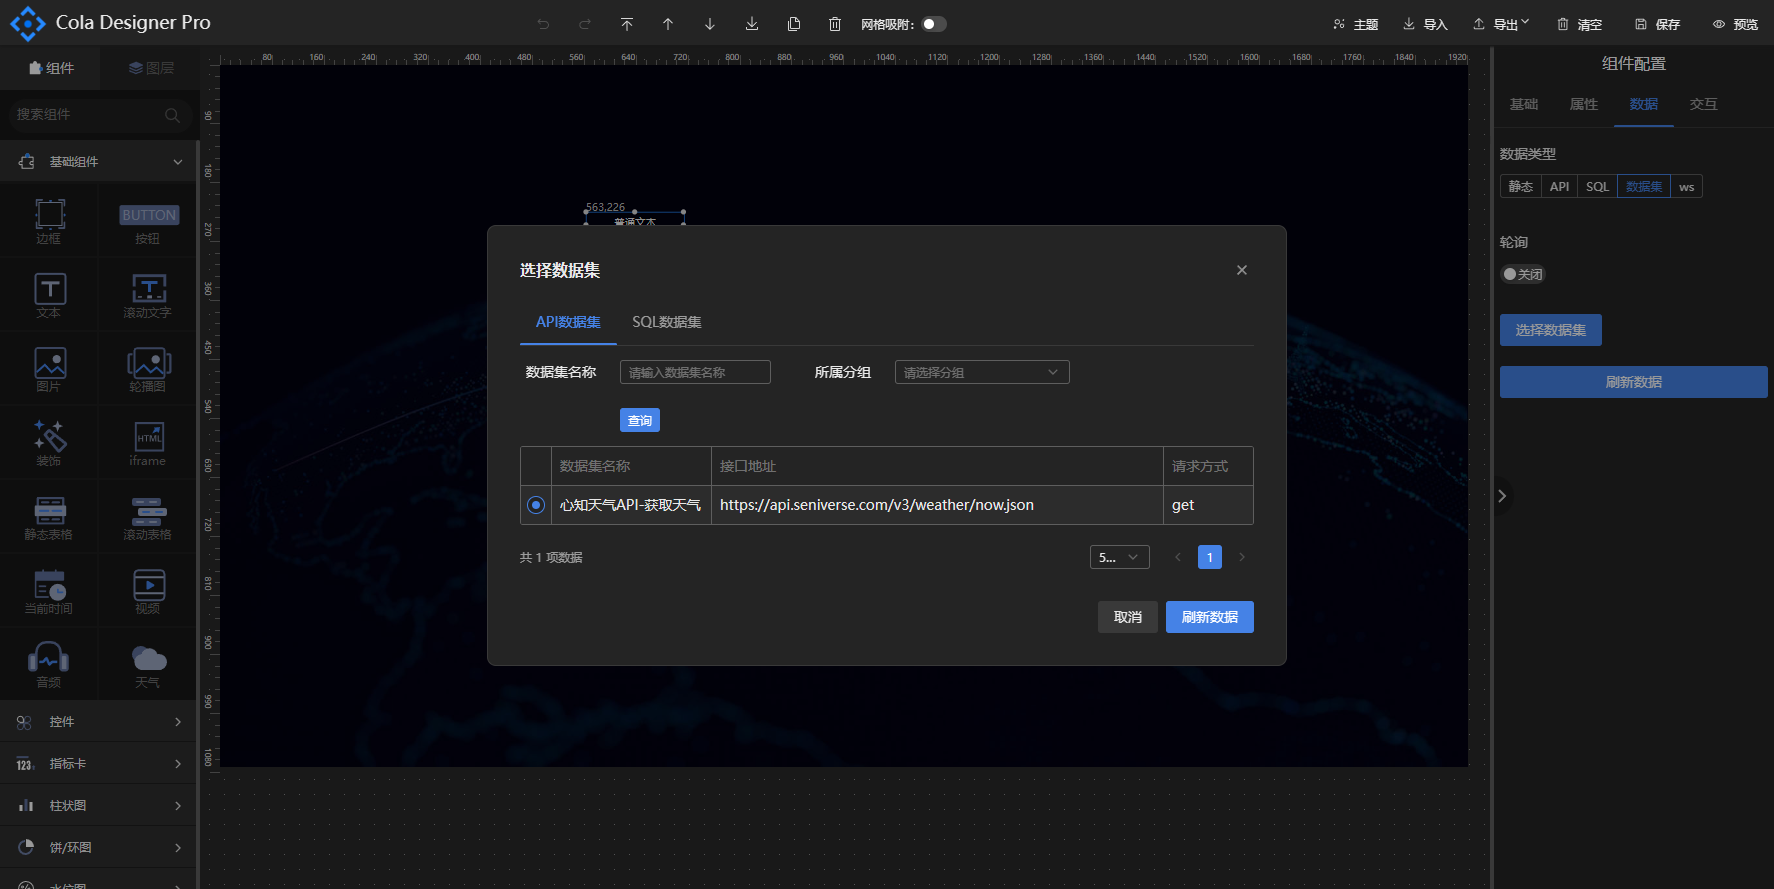 Cola Designer Pro
网格吸附：
主题
导入
导出
清空
保存
预览
组件
图层
搜索组件
基础组件
边框
BUTTON
按钮
T
文本
T
滚动文字
图片
轮播图
装饰
HTML
iframe
静态表格
滚动表格
当前时间
视频
音频
天气
控件
123
指标卡
柱状图
饼/环图
水位图
80 160 240 320 400 480 560 640 720 800 880 960 1040 1120 1200 1280 1360 1440 1520 1600 1680 1760 1840 1920
90
180
270
360
450
540
630
720
810
900
990
1080
563,226
普通文本
选择数据集
API数据集 SQL数据集
数据集名称 请输入数据集名称 所属分组 请选择分组
查询
数据集名称 接口地址 请求方式
心知天气API-获取天气 https://api.seniverse.com/v3/weather/now.json get
共 1 项数据
5...
1
取消
刷新数据
组件配置
基础 属性 数据 交互
数据类型
静态 API SQL 数据集 ws
轮询
关闭
选择数据集
刷新数据